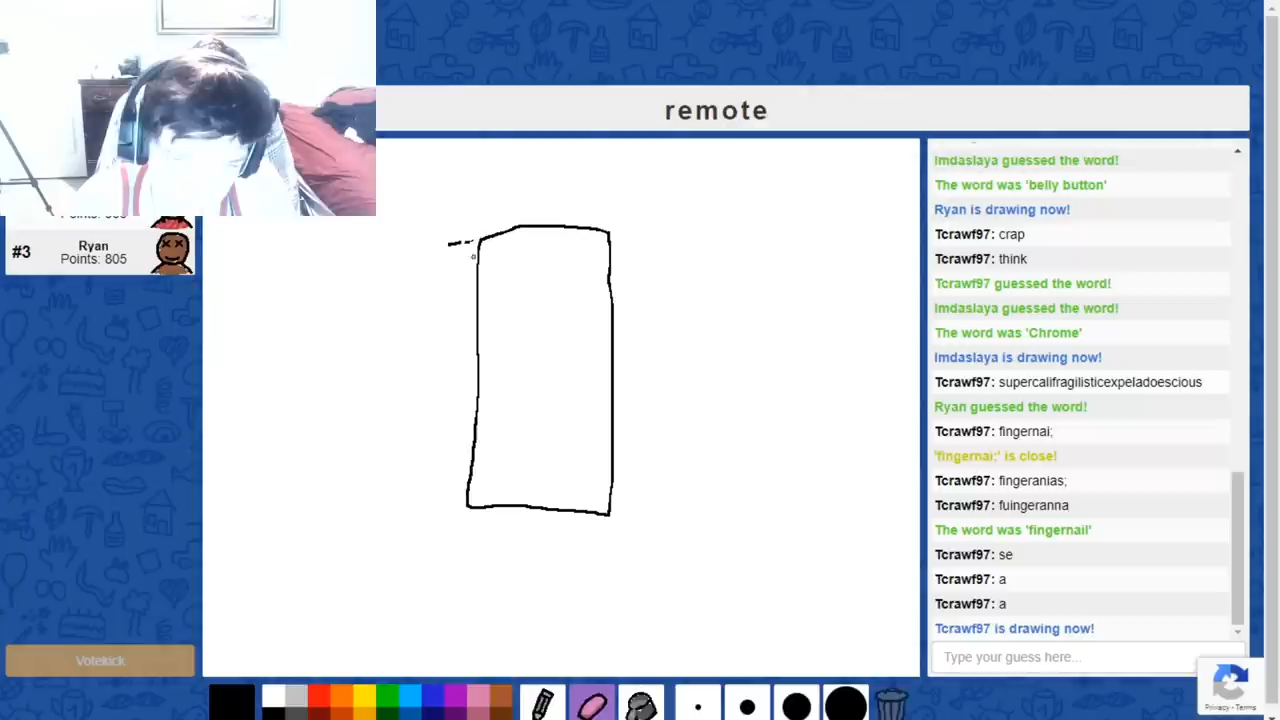 remote
#3
Ryan
Points: 805
Imdaslaya guessed the word!
The word was 'belly button'
Ryan is drawing now!
Tcrawf97: crap
Tcrawf97: think
Tcrawf97 guessed the word!
Imdaslaya guessed the word!
The word was 'Chrome'
Imdaslaya is drawing now!
Tcrawf97: supercalifragilisticexpeladoescious
Ryan guessed the word!
Tcrawf97: fingernai;
'fingernai;' is close!
Tcrawf97: fingeranias;
Tcrawf97: fuingeranna
The word was 'fingernail'
Tcrawf97: se
Tcrawf97: a
Tcrawf97: a
Tcrawf97 is drawing now!
Type your guess here...
Votekick
Privacy - Terms